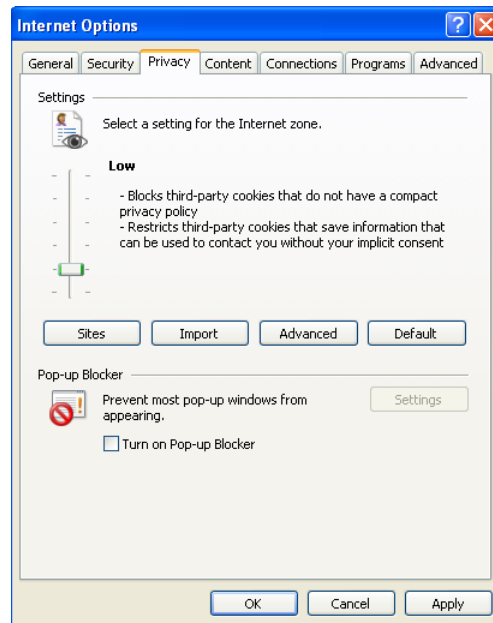 Internet Options
General Security Privacy Content Connections Programs Advanced
Settings
Select a setting for the Internet zone.
Low
- Blocks third-party cookies that do not have a compact
privacy policy
- Restricts third-party cookies that save information that
can be used to contact you without your implicit consent
Sites Import Advanced Default
Pop-up Blocker
Prevent most pop-up windows from
appearing.
Settings
Turn on Pop-up Blocker
OK Cancel Apply